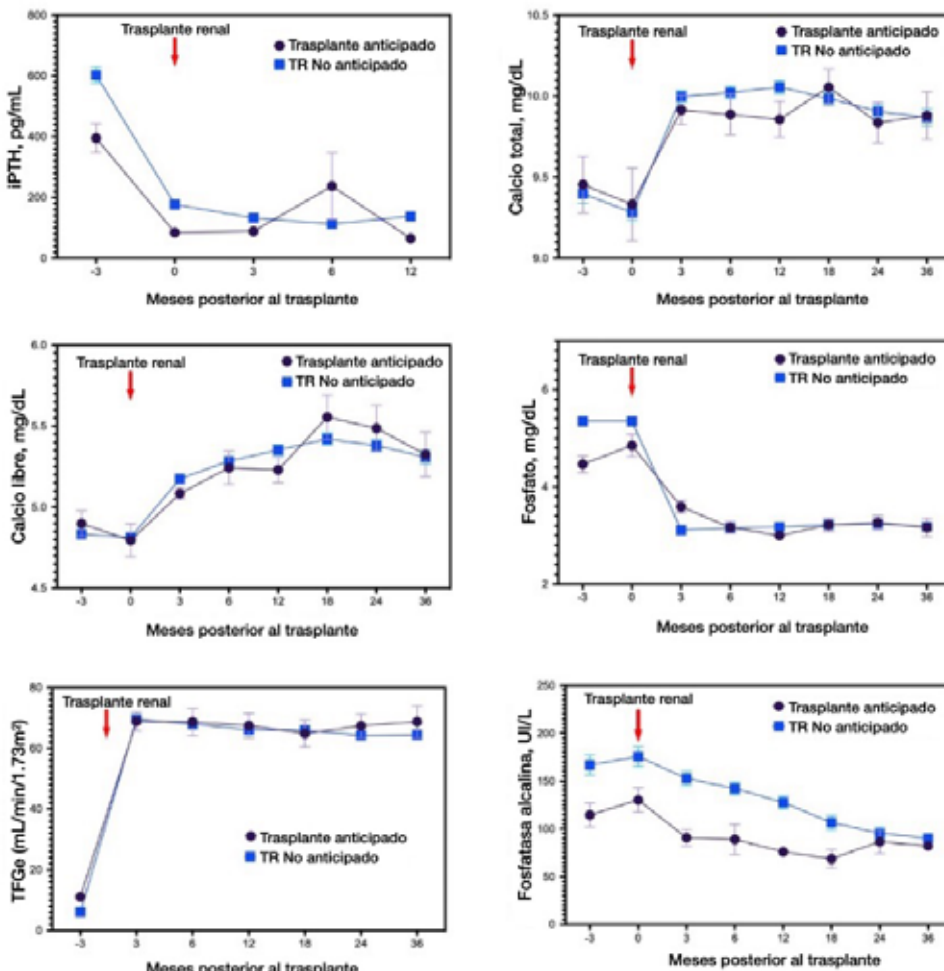 800
600
400
200
0
iPTH, pg/mL
Trasplante renal
Trasplante anticipado
TR No anticipado
-3 0 3 6 12
Meses posterior al trasplante
10.5
10.0
9.5
9.0
Calcio total, mg/dL
Trasplante renal
Trasplante anticipado
TR No anticipado
-3 0 3 6 12 18 24 36
Meses posterior al trasplante
6.0
5.5
5.0
4.5
Calcio libre, mg/dL
Trasplante renal
Trasplante anticipado
TR No anticipado
-3 0 3 6 12 18 24 36
Meses posterior al trasplante
6
4
2
Fosfato, mg/dL
Trasplante renal
Trasplante anticipado
TR No anticipado
-3 0 3 6 12 18 24 36
Meses posterior al trasplante
80
60
40
20
0
TFGe (mL/min/1.73m²)
Trasplante renal
Trasplante anticipado
TR No anticipado
-3 3 6 12 18 24 36
Meses posterior al trasplante
250
200
150
100
50
0
Fosfatasa alcalina, UI/L
Trasplante renal
Trasplante anticipado
TR No anticipado
-3 0 3 6 12 18 24 36
Meses posterior al trasplante